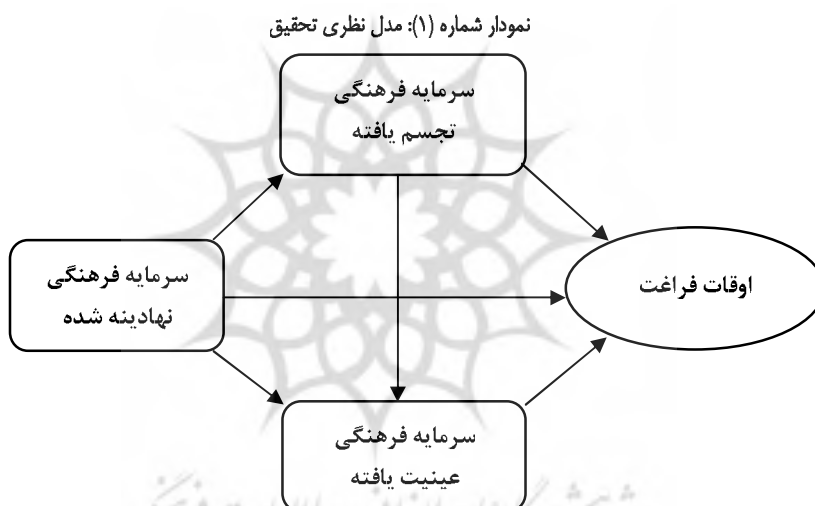 نمودار شماره (۱): مدل نظری تحقیق
سرمایه فرهنگی
تجسم یافته
سرمایه فرهنگی
نهادینه شده
اوقات فراغت
سرمایه فرهنگی
عینیت یافته